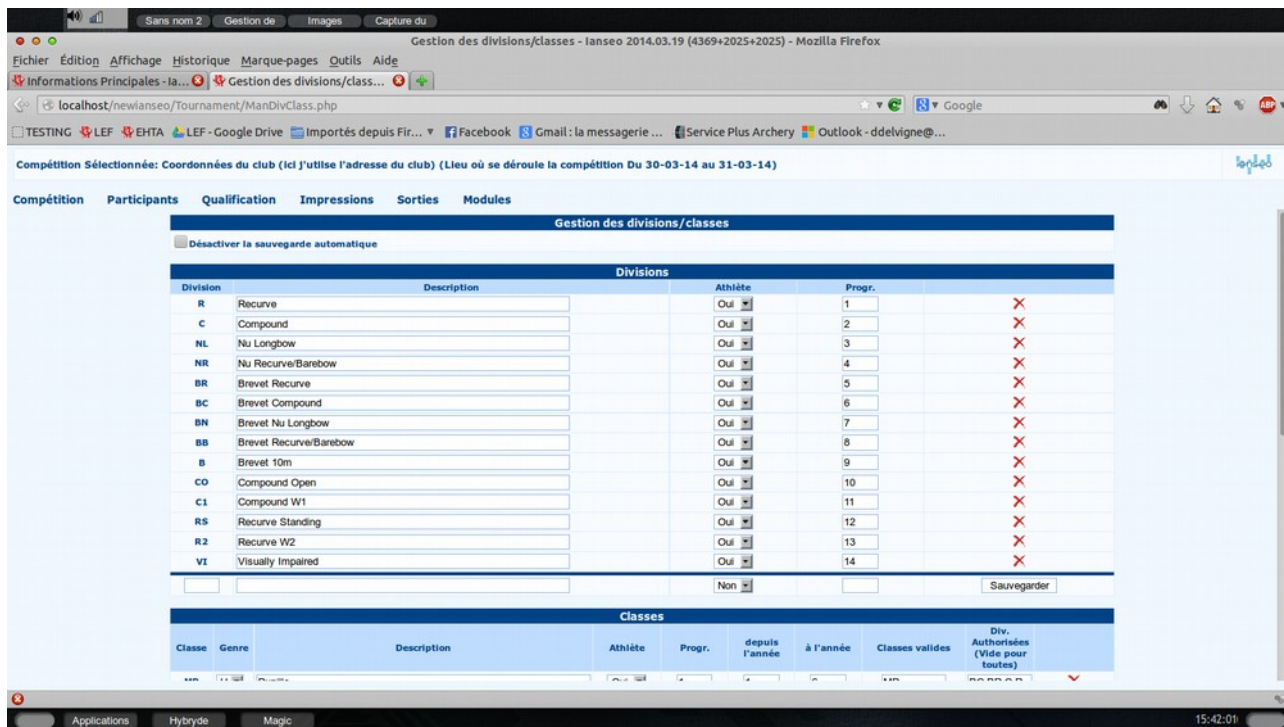 Sans nom 2 Gestion de Images Capture du
Gestion des divisions/classes - Ianseo 2014.03.19 (4369+2025+2025) - Mozilla Firefox
Fichier Édition Affichage Historique Marque-pages Outils Aide
Informations Principales - Ia... Gestion des divisions/class...
localhost/newianseo/Tournament/ManDivClass.php Google ABP
TESTING LEF EHTA LEF - Google Drive Importés depuis Fir... Facebook Gmail : la messagerie ... Service Plus Archery Outlook - ddelvigne@...
Compétition Sélectionnée: Coordonnées du club (ici j'utilse l'adresse du club) (Lieu où se déroule la compétition Du 30-03-14 au 31-03-14) ianseo
Compétition Participants Qualification Impressions Sorties Modules
Gestion des divisions/classes
Désactiver la sauvegarde automatique
Divisions
Division Description Athlète Progr.
R Recurve Oui 1
C Compound Oui 2
NL Nu Longbow Oui 3
NR Nu Recurve/Barebow Oui 4
BR Brevet Recurve Oui 5
BC Brevet Compound Oui 6
BN Brevet Nu Longbow Oui 7
BB Brevet Recurve/Barebow Oui 8
B Brevet 10m Oui 9
CO Compound Open Oui 10
C1 Compound W1 Oui 11
RS Recurve Standing Oui 12
R2 Recurve W2 Oui 13
VI Visually Impaired Oui 14
Non Sauvegarder
Classes
Classe Genre Description Athlète Progr. depuis l'année à l'année Classes valides Div. Authorisées (Vide pour toutes)
Applications Hybryde Magic 15:42:01